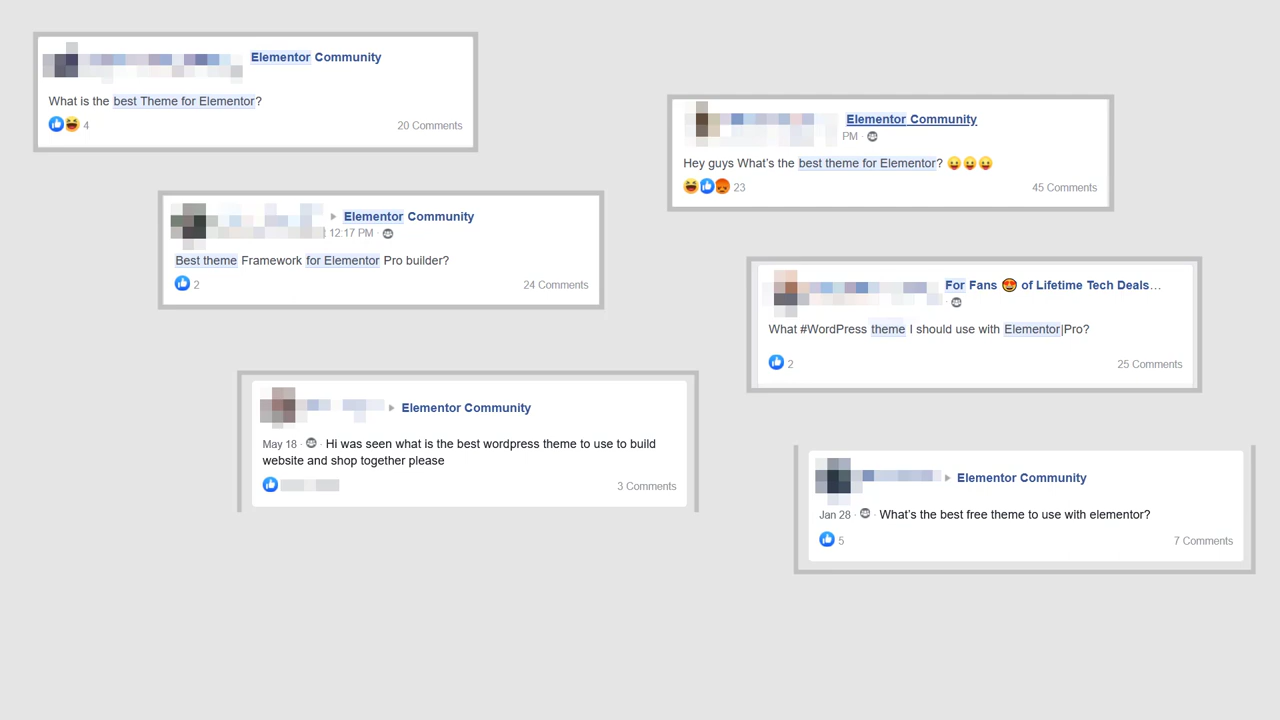 Elementor Community
What is the best Theme for Elementor?
4
20 Comments
Elementor Community
PM ·
Hey guys What's the best theme for Elementor? 😛😛😛
23
45 Comments
Elementor Community
12:17 PM ·
Best theme Framework for Elementor Pro builder?
2
24 Comments
For Fans 😍 of Lifetime Tech Deals…
What #WordPress theme I should use with Elementor|Pro?
2
25 Comments
Elementor Community
May 18 · · Hi was seen what is the best wordpress theme to use to build
website and shop together please
3 Comments
Elementor Community
Jan 28 · · What's the best free theme to use with elementor?
5
7 Comments